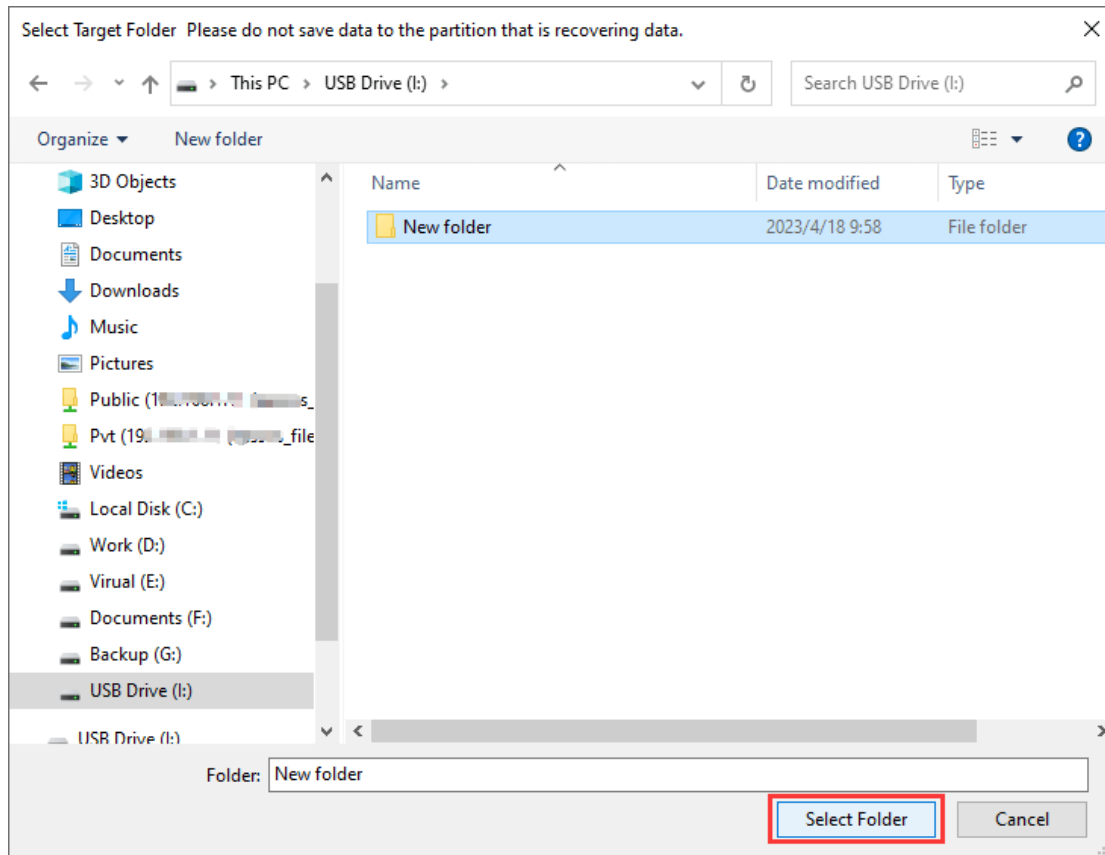 Select Target Folder Please do not save data to the partition that is recovering data.
This PC > USB Drive (I:) >
Search USB Drive (I:)
Organize
New folder
?
3D Objects
Desktop
Documents
Downloads
Music
Pictures
Public (1
Pvt (19 _file
Videos
Local Disk (C:)
Work (D:)
Virual (E:)
Documents (F:)
Backup (G:)
USB Drive (I:)
USB Drive (I:)
Name Date modified Type
New folder 2023/4/18 9:58 File folder
Folder: New folder
Select Folder
Cancel